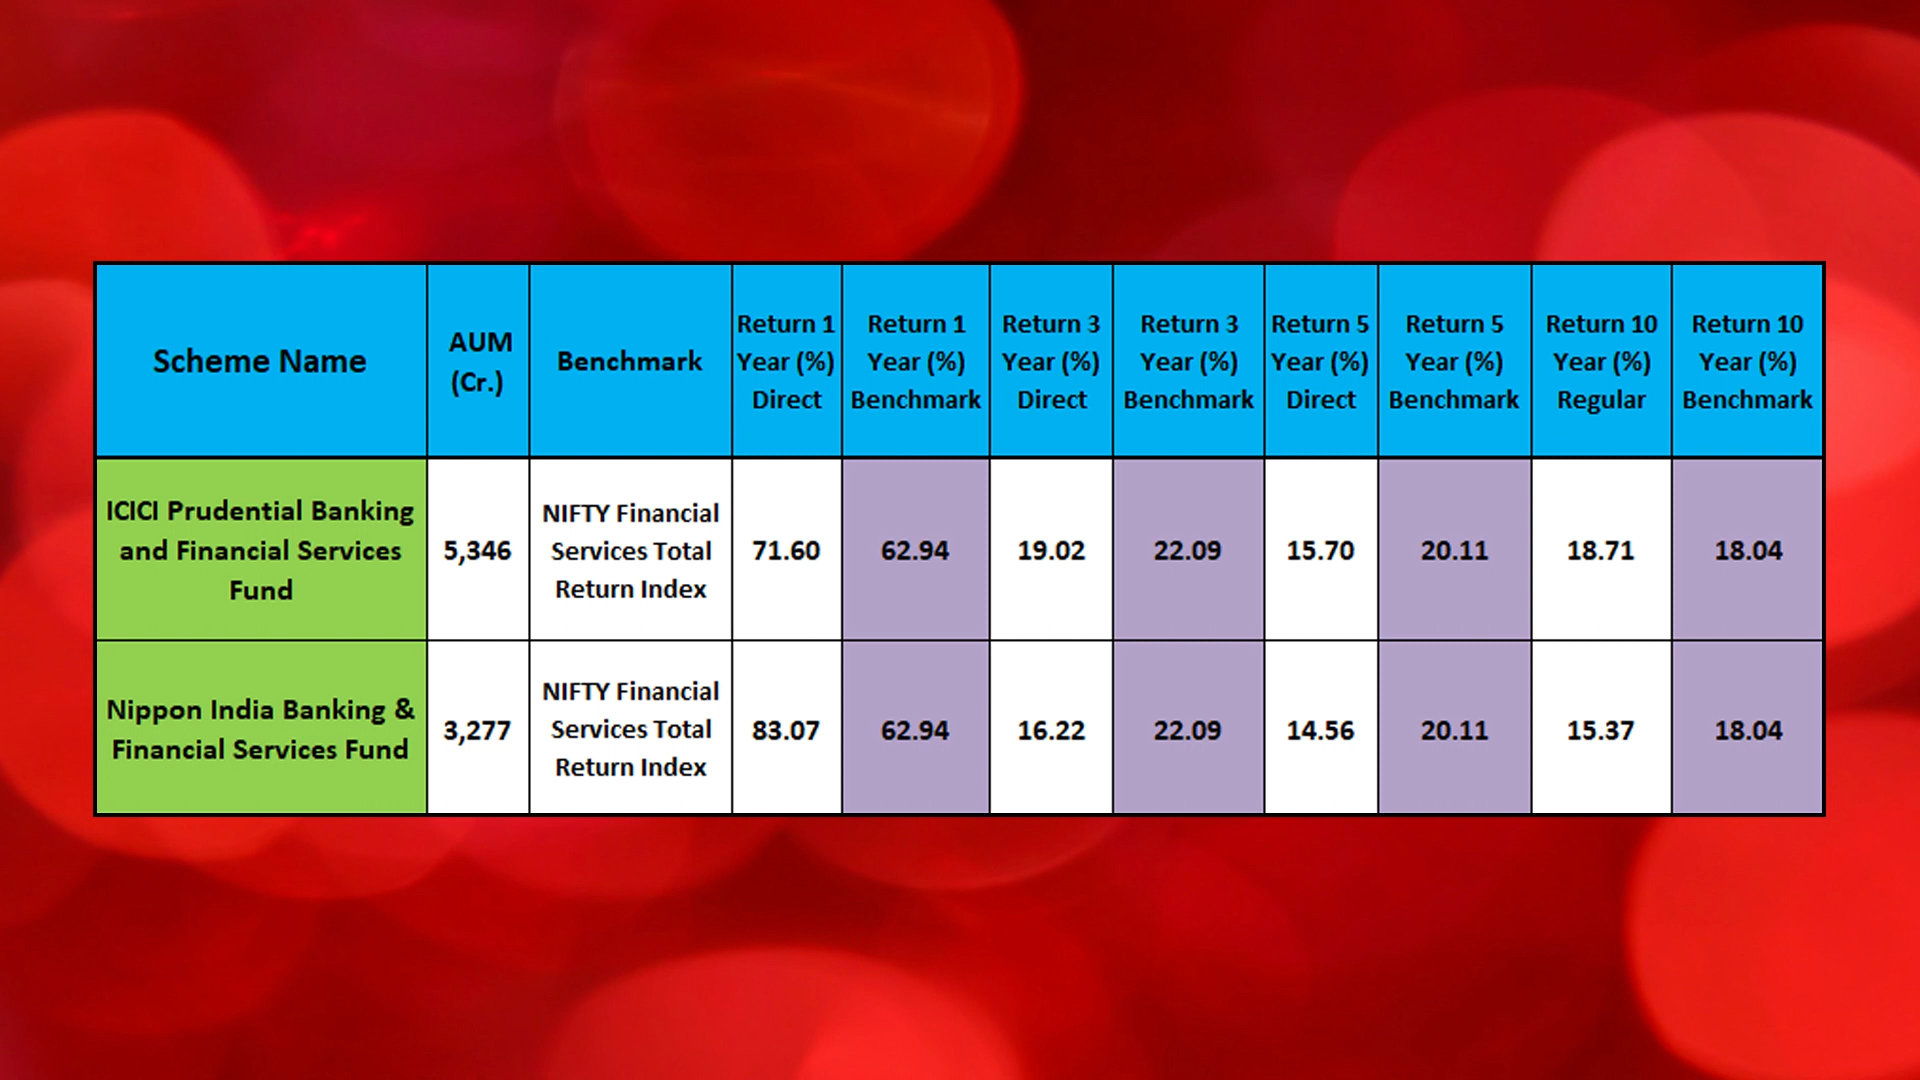 Scheme Name
AUM
(Cr.)
Benchmark
Return 1
Year (%)
Direct
Return 1
Year (%)
Benchmark
Return 3
Year (%)
Direct
Return 3
Year (%)
Benchmark
Return 5
Year (%)
Direct
Return 5
Year (%)
Benchmark
Return 10
Year (%)
Regular
Return 10
Year (%)
Benchmark
ICICI Prudential Banking
and Financial Services
Fund
5,346
NIFTY Financial
Services Total
Return Index
71.60
62.94
19.02
22.09
15.70
20.11
18.71
18.04
Nippon India Banking &
Financial Services Fund
3,277
NIFTY Financial
Services Total
Return Index
83.07
62.94
16.22
22.09
14.56
20.11
15.37
18.04